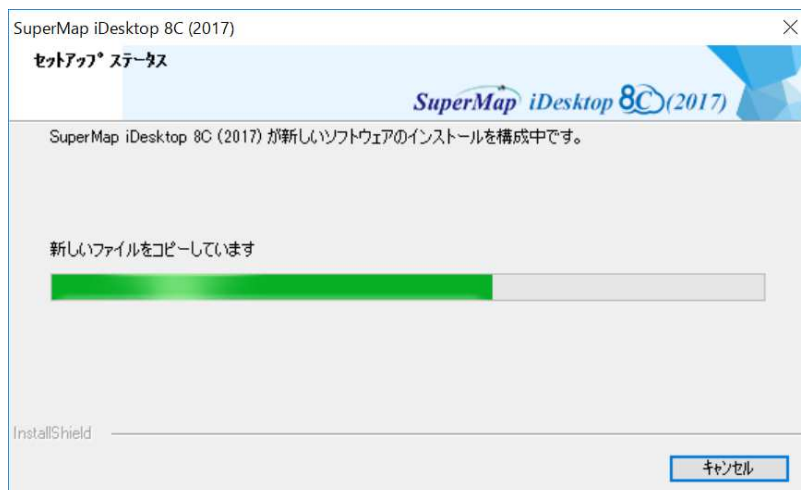 SuperMap iDesktop 8C (2017)
セットアップ ステータス
SuperMap iDesktop 8C (2017)
SuperMap iDesktop 8C (2017) が新しいソフトウェアのインストールを構成中です。
新しいファイルをコピーしています
InstallShield
キャンセル